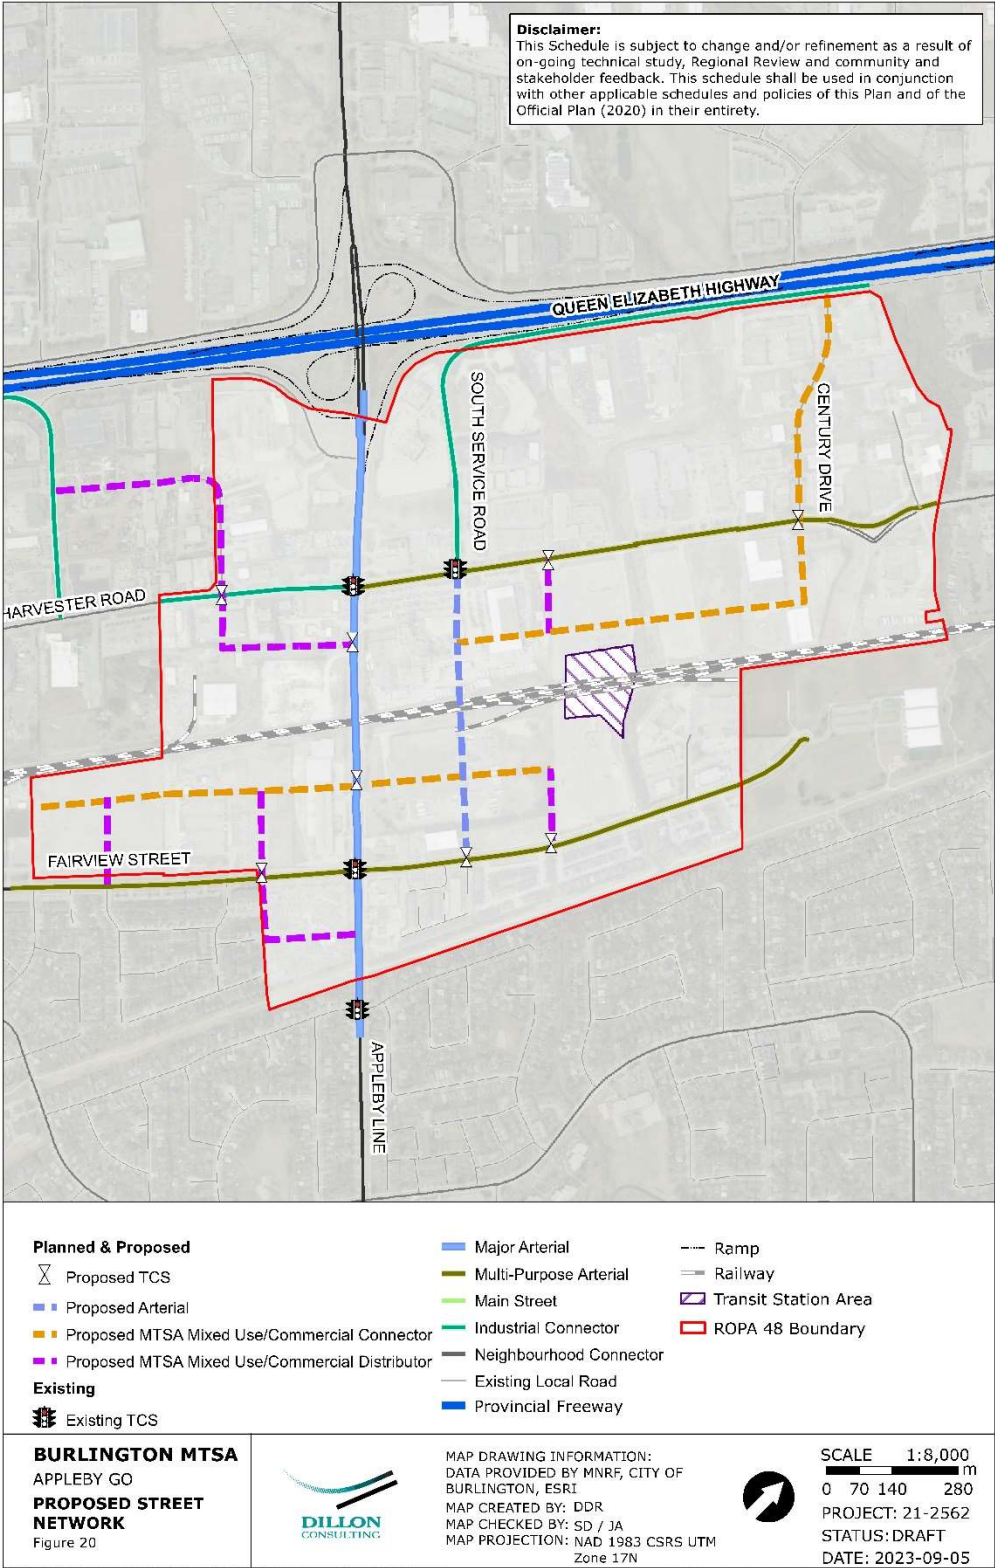 Disclaimer:
This Schedule is subject to change and/or refinement as a result of
on-going technical study, Regional Review and community and
stakeholder feedback. This schedule shall be used in conjunction
with other applicable schedules and policies of this Plan and of the
Official Plan (2020) in their entirety.
QUEEN ELIZABETH HIGHWAY
SOUTH SERVICE ROAD
CENTURY DRIVE
HARVESTER ROAD
FAIRVIEW STREET
APPLEBY LINE
Planned & Proposed
Proposed TCS
Proposed Arterial
Proposed MTSA Mixed Use/Commercial Connector
Proposed MTSA Mixed Use/Commercial Distributor
Existing
Existing TCS
Major Arterial
Multi-Purpose Arterial
Main Street
Industrial Connector
Neighbourhood Connector
Existing Local Road
Provincial Freeway
Ramp
Railway
Transit Station Area
ROPA 48 Boundary
BURLINGTON MTSA
APPLEBY GO
PROPOSED STREET
NETWORK
Figure 20
DILLON
CONSULTING
MAP DRAWING INFORMATION:
DATA PROVIDED BY MNRF, CITY OF
BURLINGTON, ESRI
MAP CREATED BY: DDR
MAP CHECKED BY: SD / JA
MAP PROJECTION: NAD 1983 CSRS UTM
Zone 17N
SCALE 1:8,000
m
0 70 140 280
PROJECT: 21-2562
STATUS: DRAFT
DATE: 2023-09-05